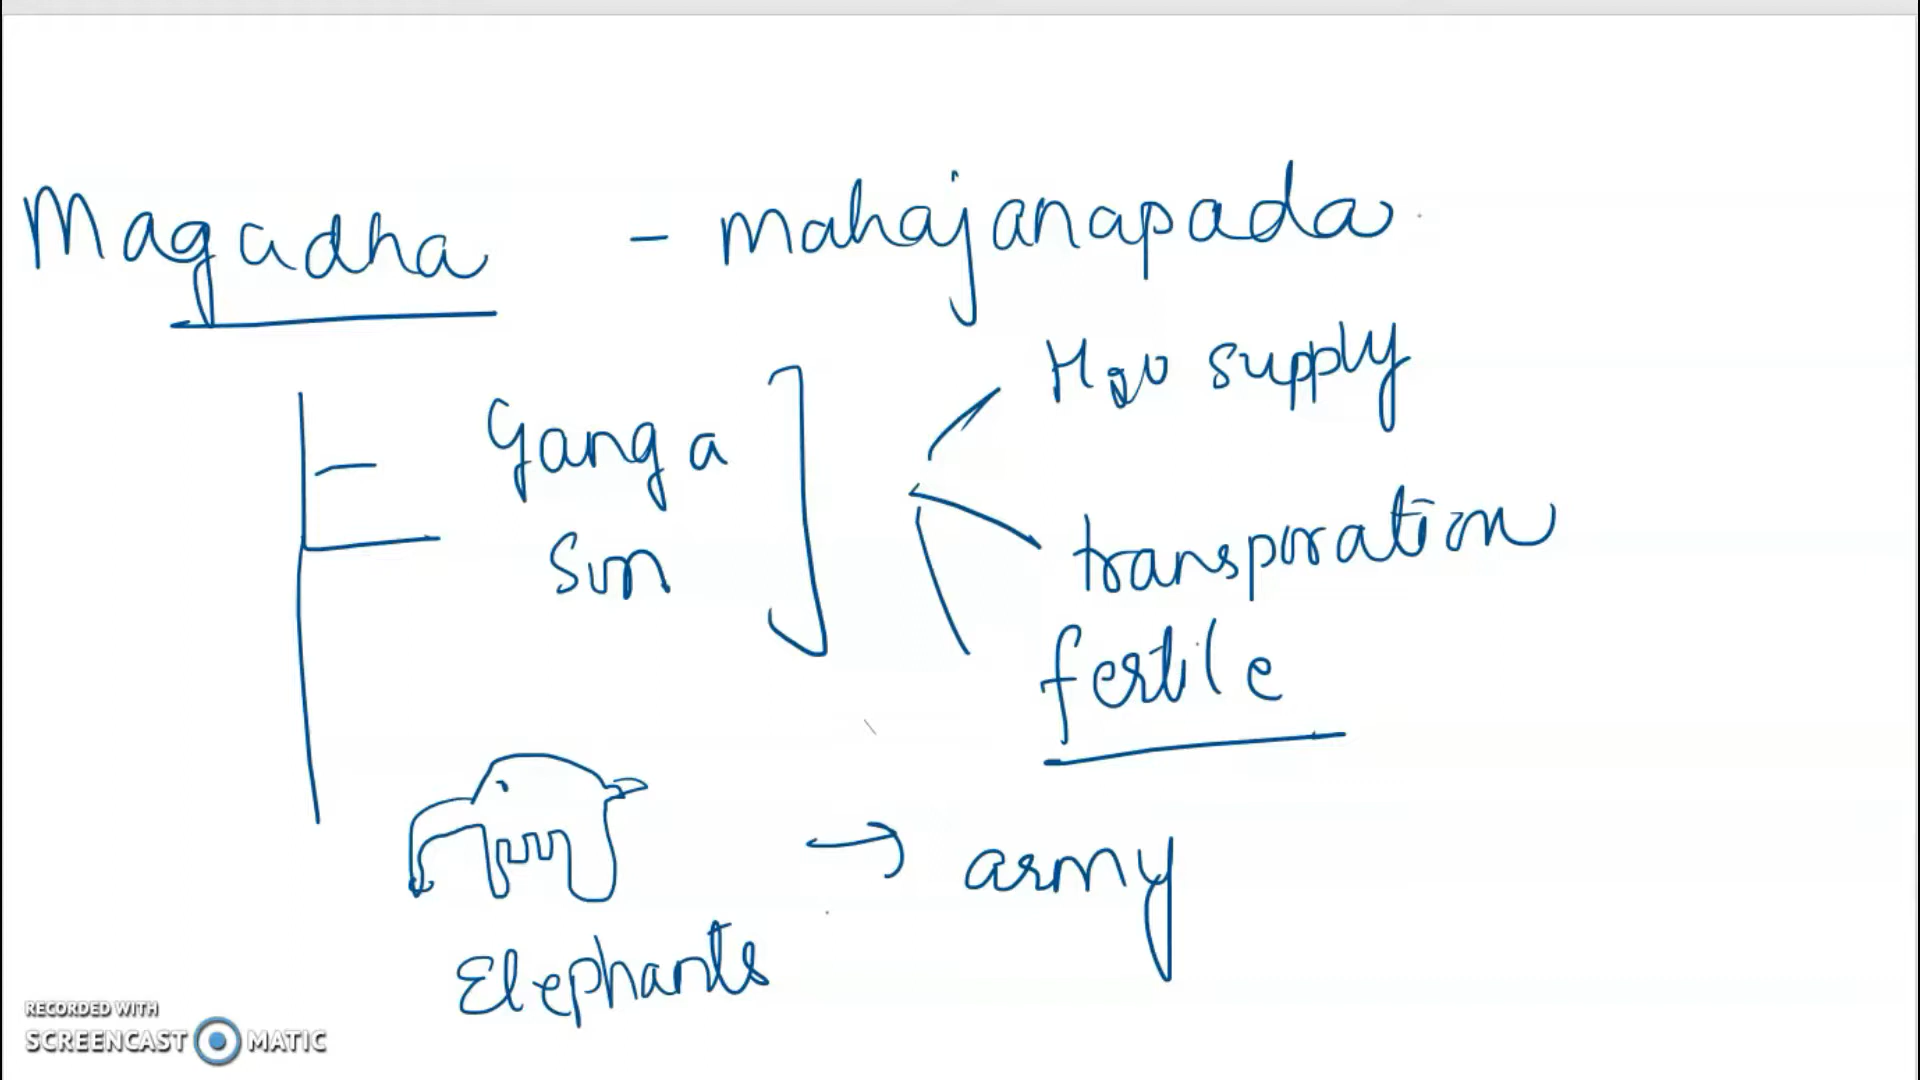 Magadha - mahajanapada
H2O supply
Ganga
Son
transporation
fertile
army
Elephants
RECORDED WITH
SCREENCAST MATIC